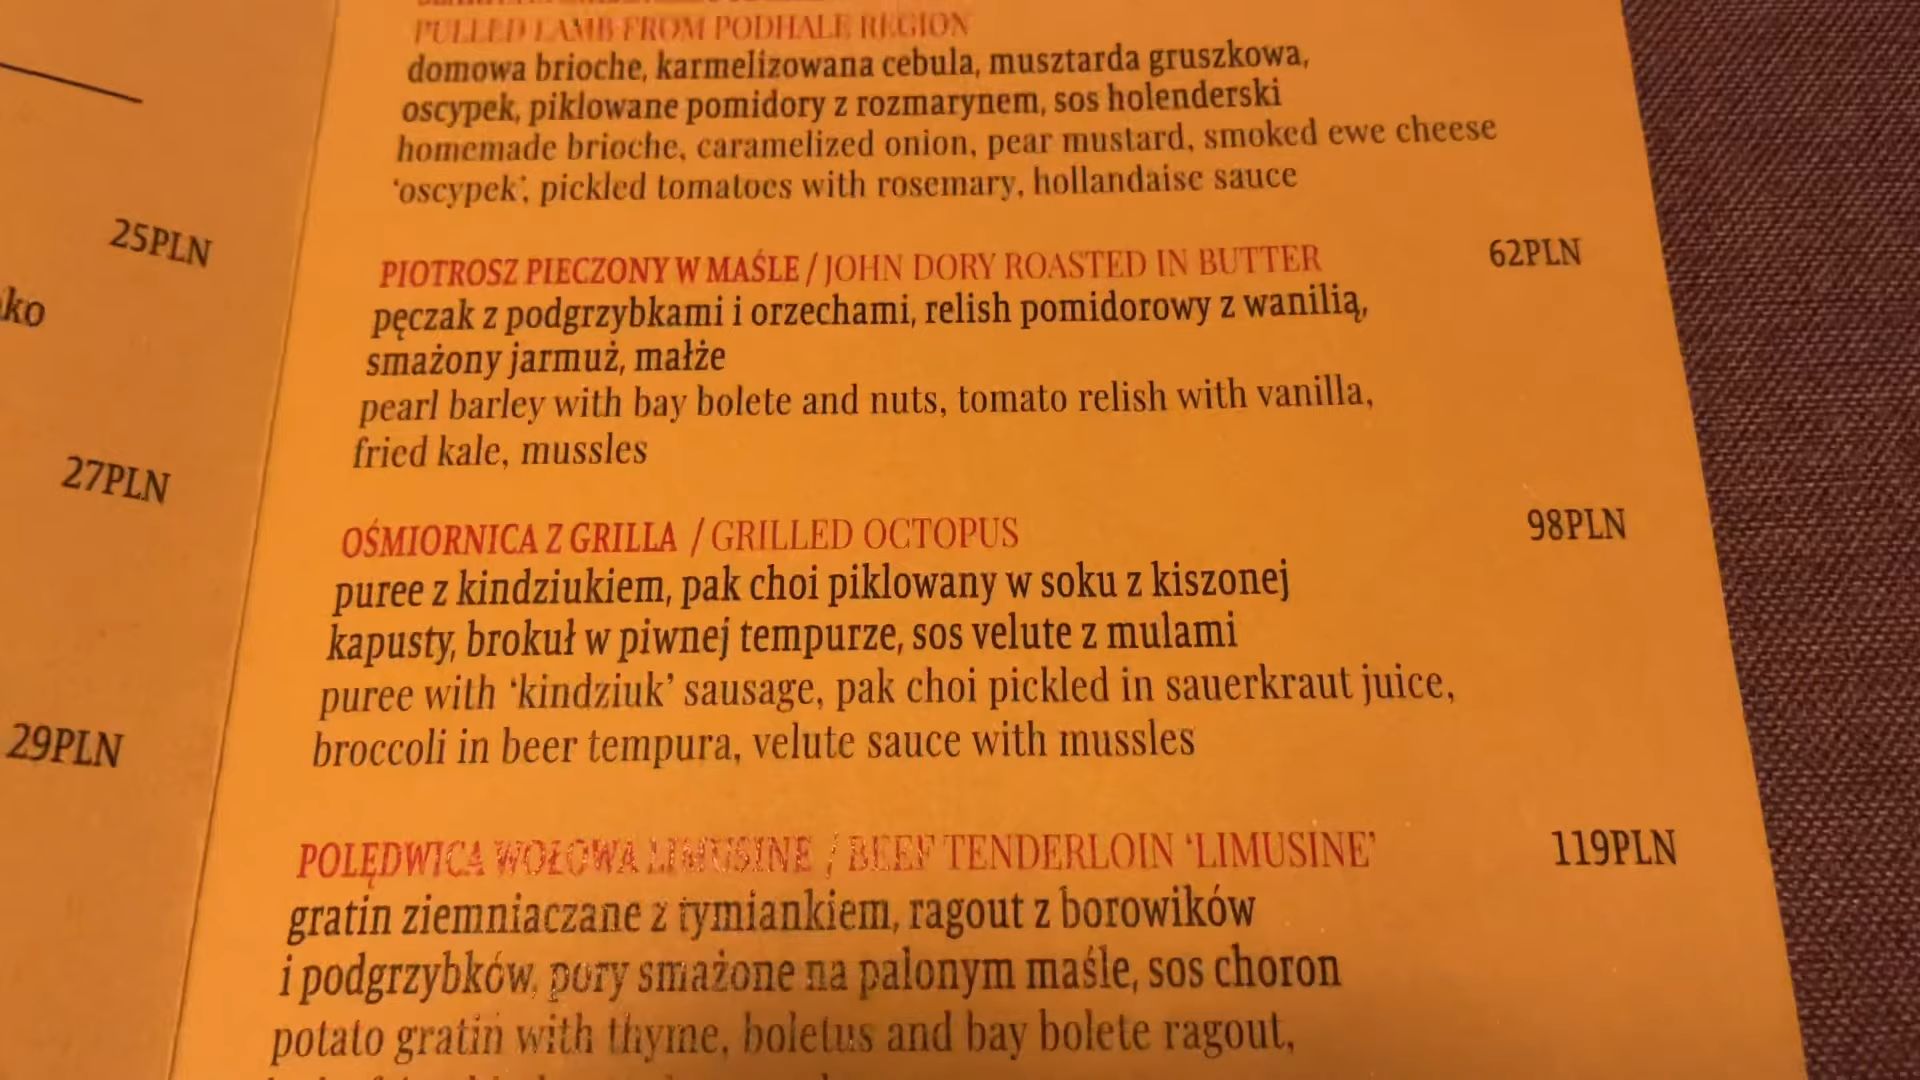 25PLN
ko
27PLN
29PLN
PULLED LAMB FROM PODHALE REGION
domowa brioche, karmelizowana cebula, musztarda gruszkowa,
oscypek, piklowane pomidory z rozmarynem, sos holenderski
homemade brioche, caramelized onion, pear mustard, smoked ewe cheese
‘oscypek’, pickled tomatoes with rosemary, hollandaise sauce
PIOTROSZ PIECZONY W MAŚLE / JOHN DORY ROASTED IN BUTTER 62PLN
pęczak z podgrzybkami i orzechami, relish pomidorowy z wanilią,
smażony jarmuż, małże
pearl barley with bay bolete and nuts, tomato relish with vanilla,
fried kale, mussles
OŚMIORNICA Z GRILLA / GRILLED OCTOPUS 98PLN
puree z kindziukiem, pak choi piklowany w soku z kiszonej
kapusty, brokuł w piwnej tempurze, sos velute z mulami
puree with ‘kindziuk’ sausage, pak choi pickled in sauerkraut juice,
broccoli in beer tempura, velute sauce with mussles
POLĘDWICA WOŁOWA LIMUSINE / BEEF TENDERLOIN ‘LIMUSINE’ 119PLN
gratin ziemniaczane z tymiankiem, ragout z borowików
i podgrzybków, pory smażone na palonym maśle, sos choron
potato gratin with thyme, boletus and bay bolete ragout,